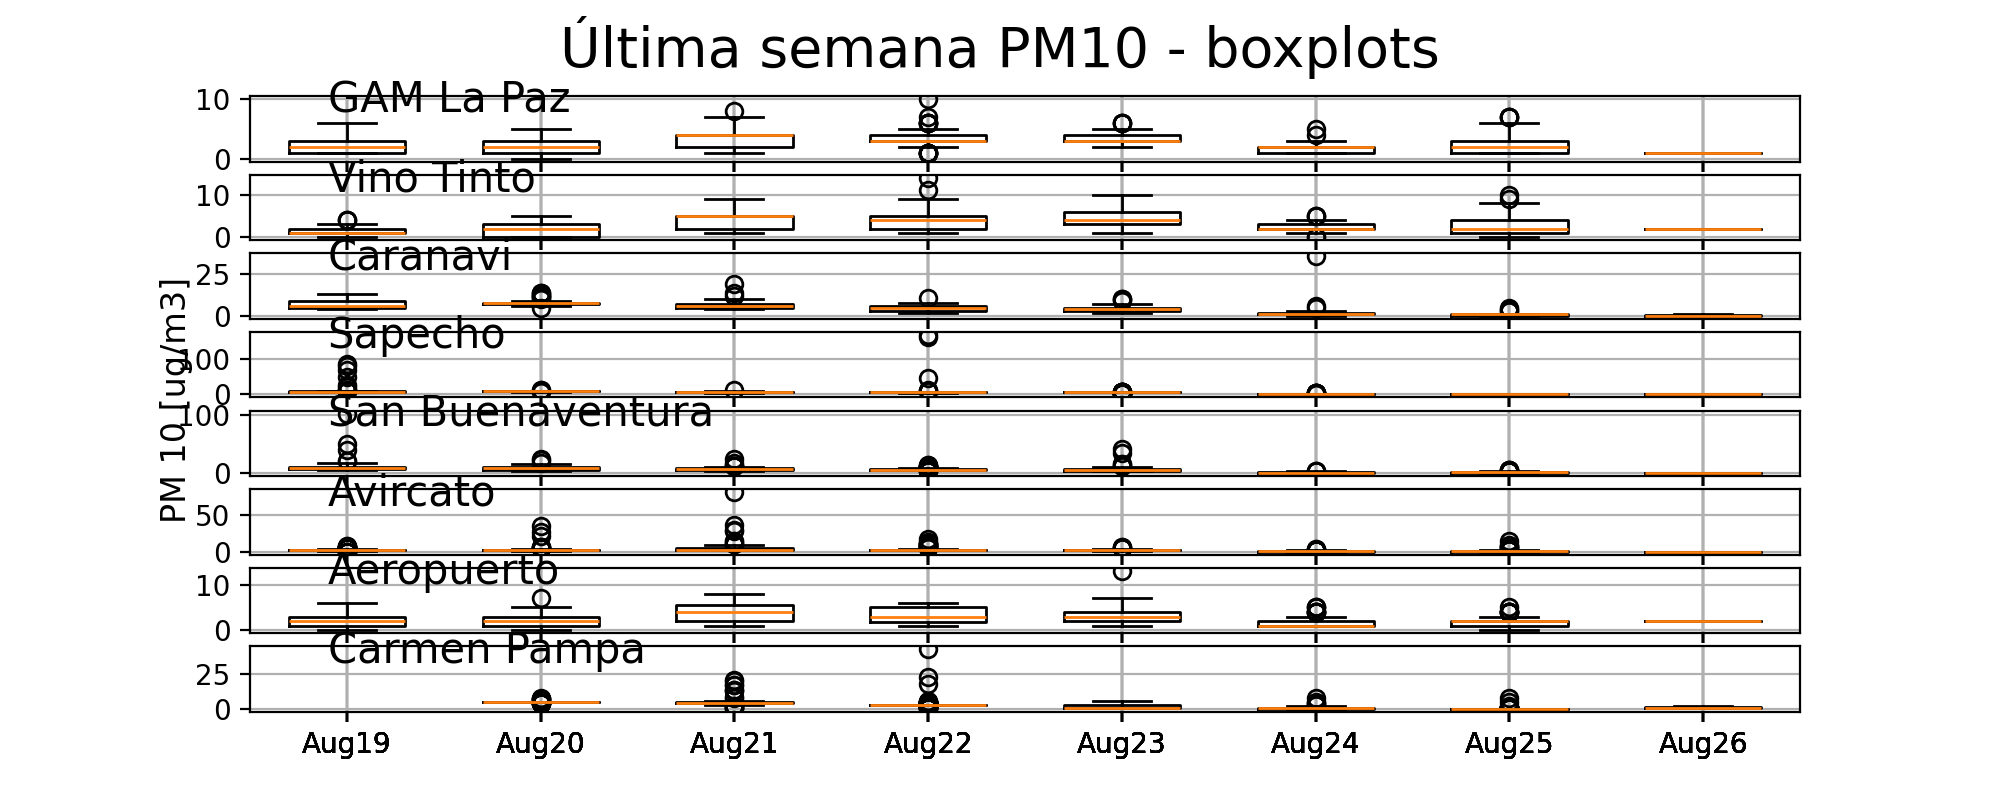 Última semana PM10 - boxplots
GAM La Paz
10
0
Vino Tinto
10
0
Caranavi
25
0
Sapecho
100
0
San Buenaventura
100
0
Avircato
50
0
Aeropuerto
10
0
Carmen Pampa
25
0
PM 10 [ug/m3]
Aug19 Aug20 Aug21 Aug22 Aug23 Aug24 Aug25 Aug26